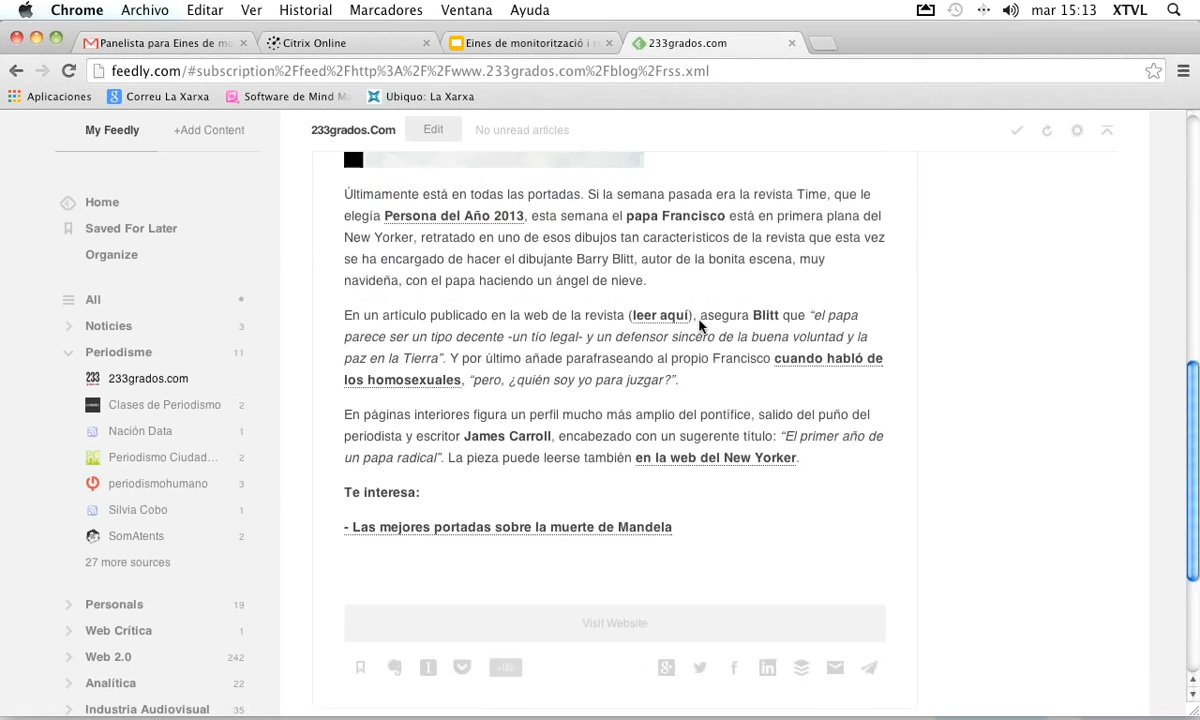 Chrome Archivo Editar Ver Historial Marcadores Ventana Ayuda mar 15:13 XTVL
Panelista para Eines de mo Citrix Online Eines de monitorització i 233grados.com
feedly.com/#subscription%2Ffeed%2Fhttp%3A%2F%2Fwww.233grados.com%2Fblog%2Frss.xml
Aplicaciones Correu La Xarxa Software de Mind M Ubiquo: La Xarxa
My Feedly +Add Content
233grados.Com Edit No unread articles
Home
Saved For Later
Organize
All
Noticies 3
Periodisme 11
233 233grados.com
Clases de Periodismo 2
Nación Data 1
Periodismo Ciudad... 2
periodismohumano 3
Silvia Cobo 1
SomAtents 2
27 more sources
Personals 19
Web Crítica 1
Web 2.0 242
Analítica 22
Industria Audiovisual 35
Últimamente está en todas las portadas. Si la semana pasada era la revista Time, que le
elegía Persona del Año 2013, esta semana el papa Francisco está en primera plana del
New Yorker, retratado en uno de esos dibujos tan característicos de la revista que esta vez
se ha encargado de hacer el dibujante Barry Blitt, autor de la bonita escena, muy
navideña, con el papa haciendo un ángel de nieve.
En un artículo publicado en la web de la revista (leer aquí), asegura Blitt que “el papa
parece ser un tipo decente -un tío legal- y un defensor sincero de la buena voluntad y la
paz en la Tierra”. Y por último añade parafraseando al propio Francisco cuando habló de
los homosexuales, “pero, ¿quién soy yo para juzgar?”.
En páginas interiores figura un perfil mucho más amplio del pontífice, salido del puño del
periodista y escritor James Carroll, encabezado con un sugerente título: “El primer año de
un papa radical”. La pieza puede leerse también en la web del New Yorker.
Te interesa:
- Las mejores portadas sobre la muerte de Mandela
Visit Website